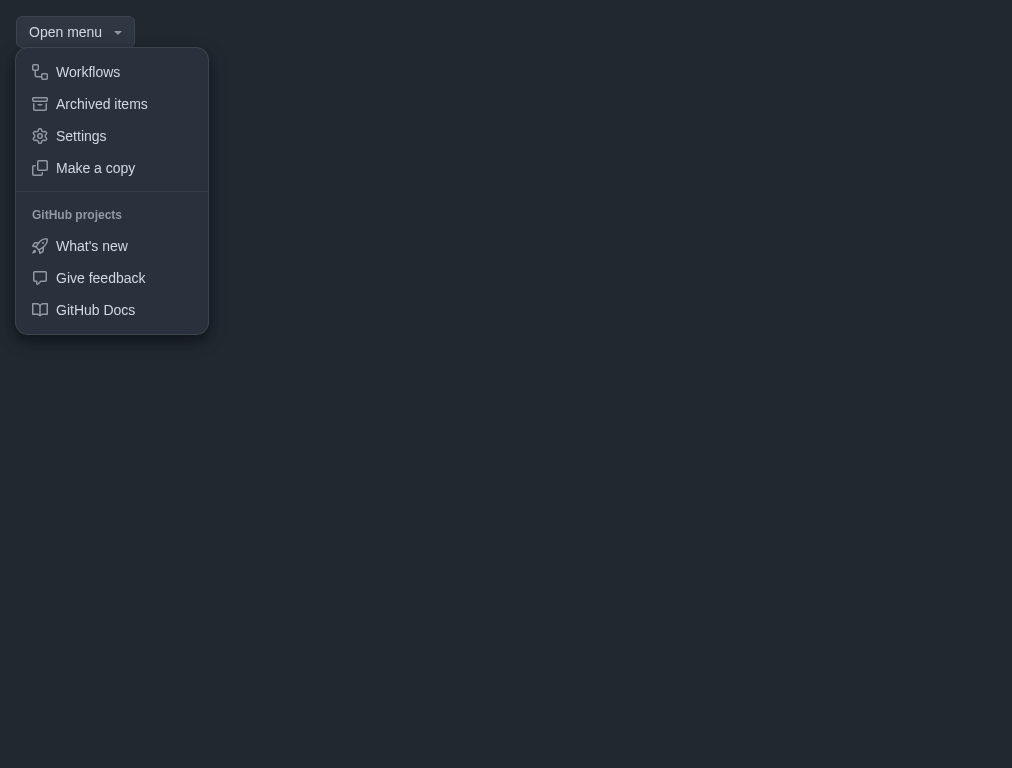 Open menu
Workflows
Archived items
Settings
Make a copy
GitHub projects
What's new
Give feedback
GitHub Docs